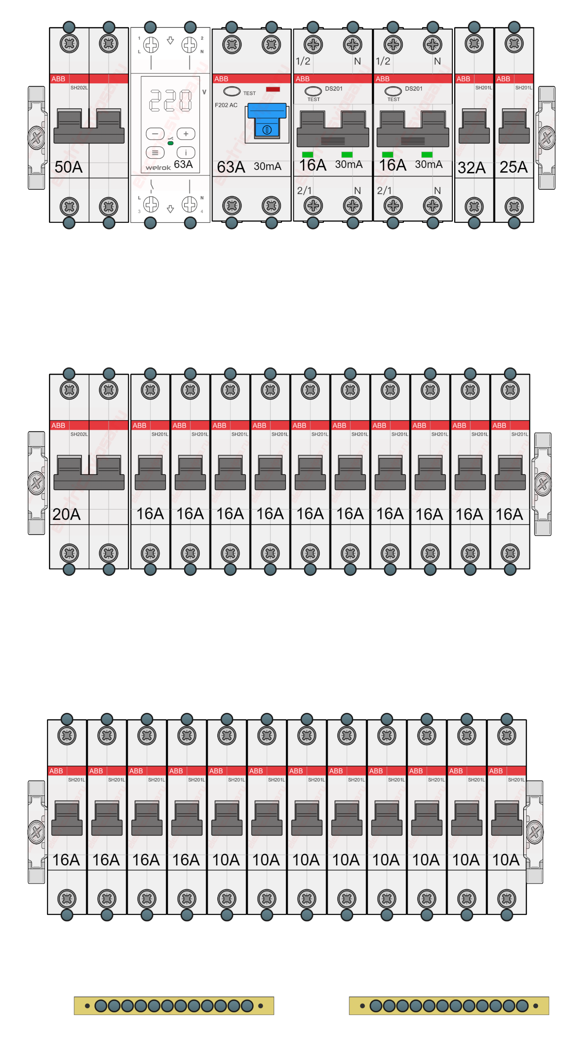 1 2
L N
1/2 N 1/2 N
ABB ABB ABB ABB ABB ABB
SH202L 220 V TEST F202 AC DS201 TEST DS201 TEST SH201L SH201L
welrok
50A 63A 63A 30mA 16A 30mA 16A 30mA 32A 25A
L N
2/1 N 2/1 N
ABB ABB ABB ABB ABB ABB ABB ABB ABB ABB ABB
SH202L SH201L SH201L SH201L SH201L SH201L SH201L SH201L SH201L SH201L SH201L
20A 16A 16A 16A 16A 16A 16A 16A 16A 16A 16A
ABB ABB ABB ABB ABB ABB ABB ABB ABB ABB ABB ABB
SH201L SH201L SH201L SH201L SH201L SH201L SH201L SH201L SH201L SH201L SH201L SH201L
16A 16A 16A 16A 10A 10A 10A 10A 10A 10A 10A 10A